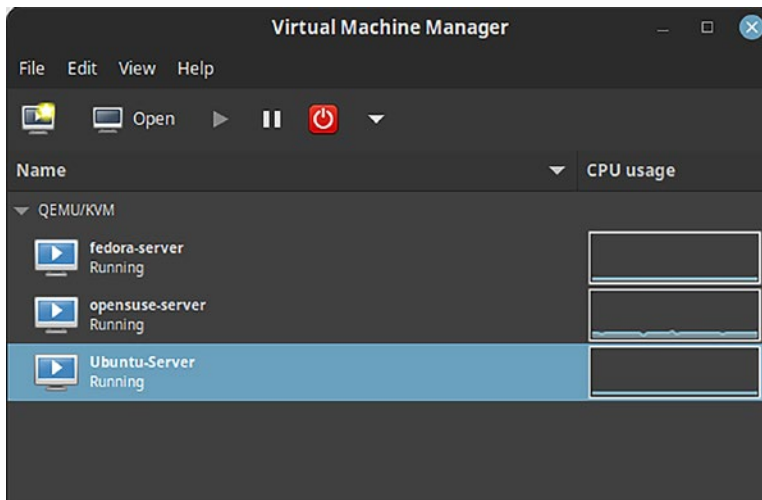 Virtual Machine Manager
File Edit View Help
Open
Name CPU usage
QEMU/KVM
fedora-server
Running
opensuse-server
Running
Ubuntu-Server
Running